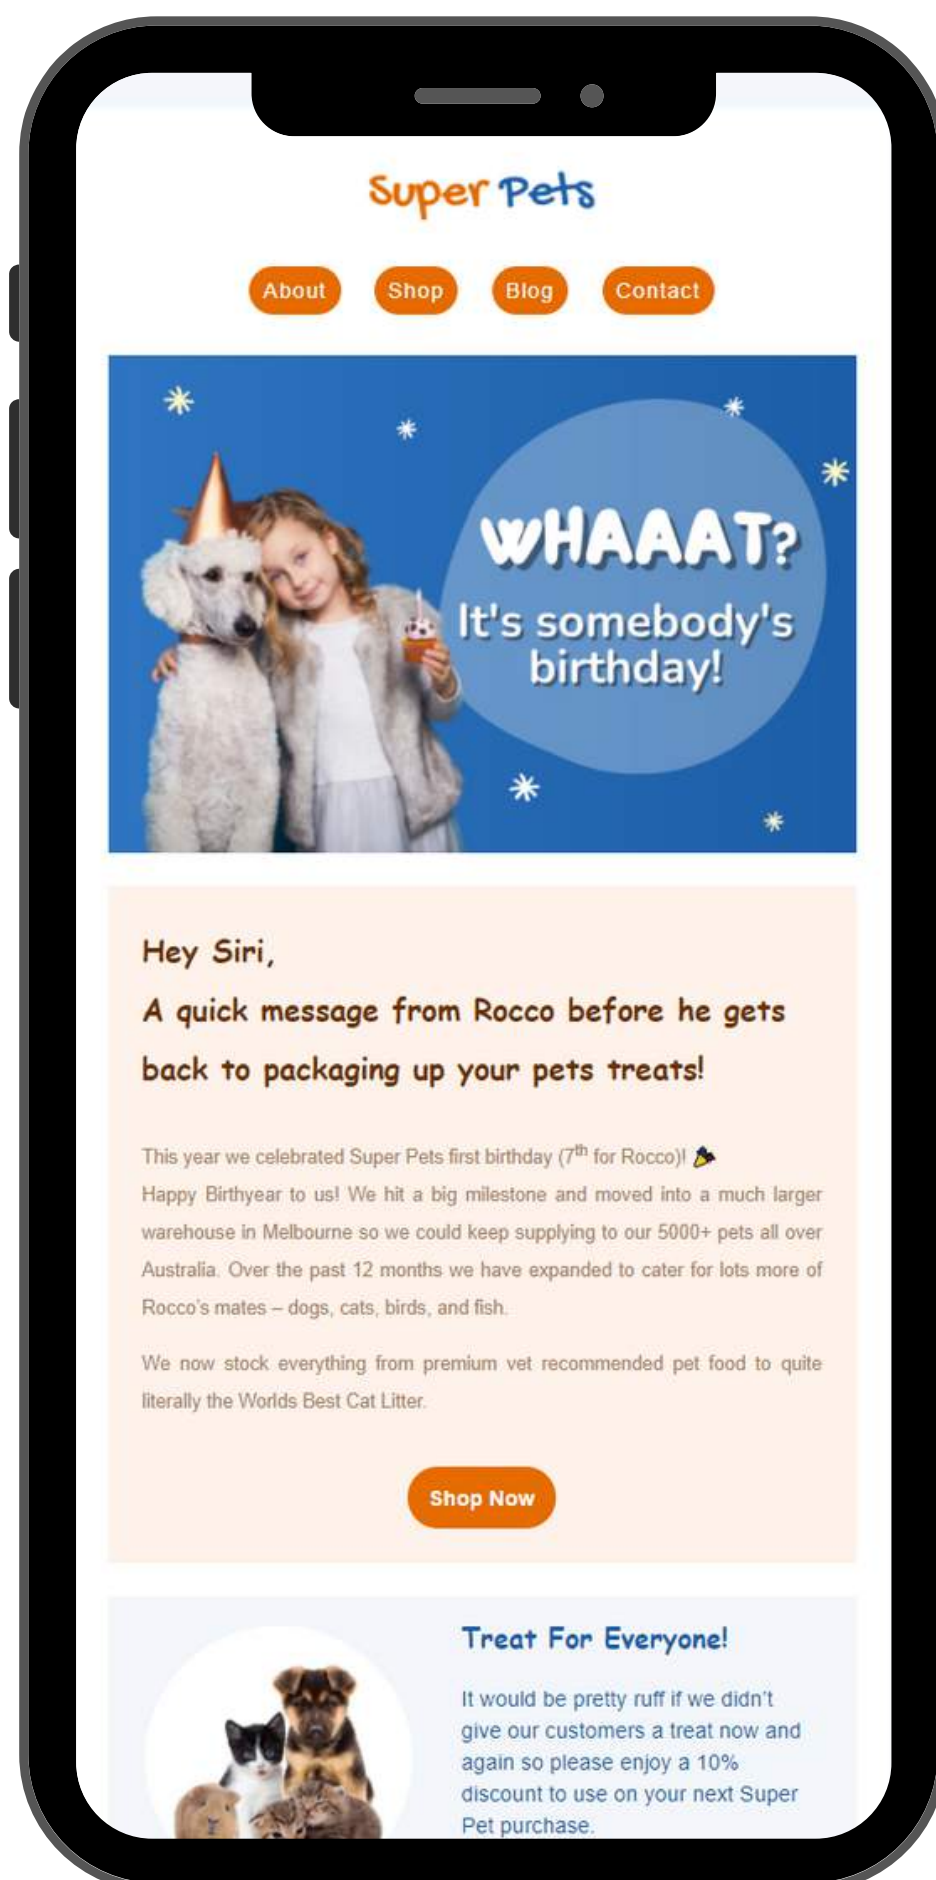 Super Pets
About Shop Blog Contact
WHAAAT?
It's somebody's
birthday!
Hey Siri,
A quick message from Rocco before he gets
back to packaging up your pets treats!
This year we celebrated Super Pets first birthday (7th for Rocco)! 🎉
Happy Birthyear to us! We hit a big milestone and moved into a much larger
warehouse in Melbourne so we could keep supplying to our 5000+ pets all over
Australia. Over the past 12 months we have expanded to cater for lots more of
Rocco's mates – dogs, cats, birds, and fish.
We now stock everything from premium vet recommended pet food to quite
literally the Worlds Best Cat Litter.
Shop Now
Treat For Everyone!
It would be pretty ruff if we didn't
give our customers a treat now and
again so please enjoy a 10%
discount to use on your next Super
Pet purchase.